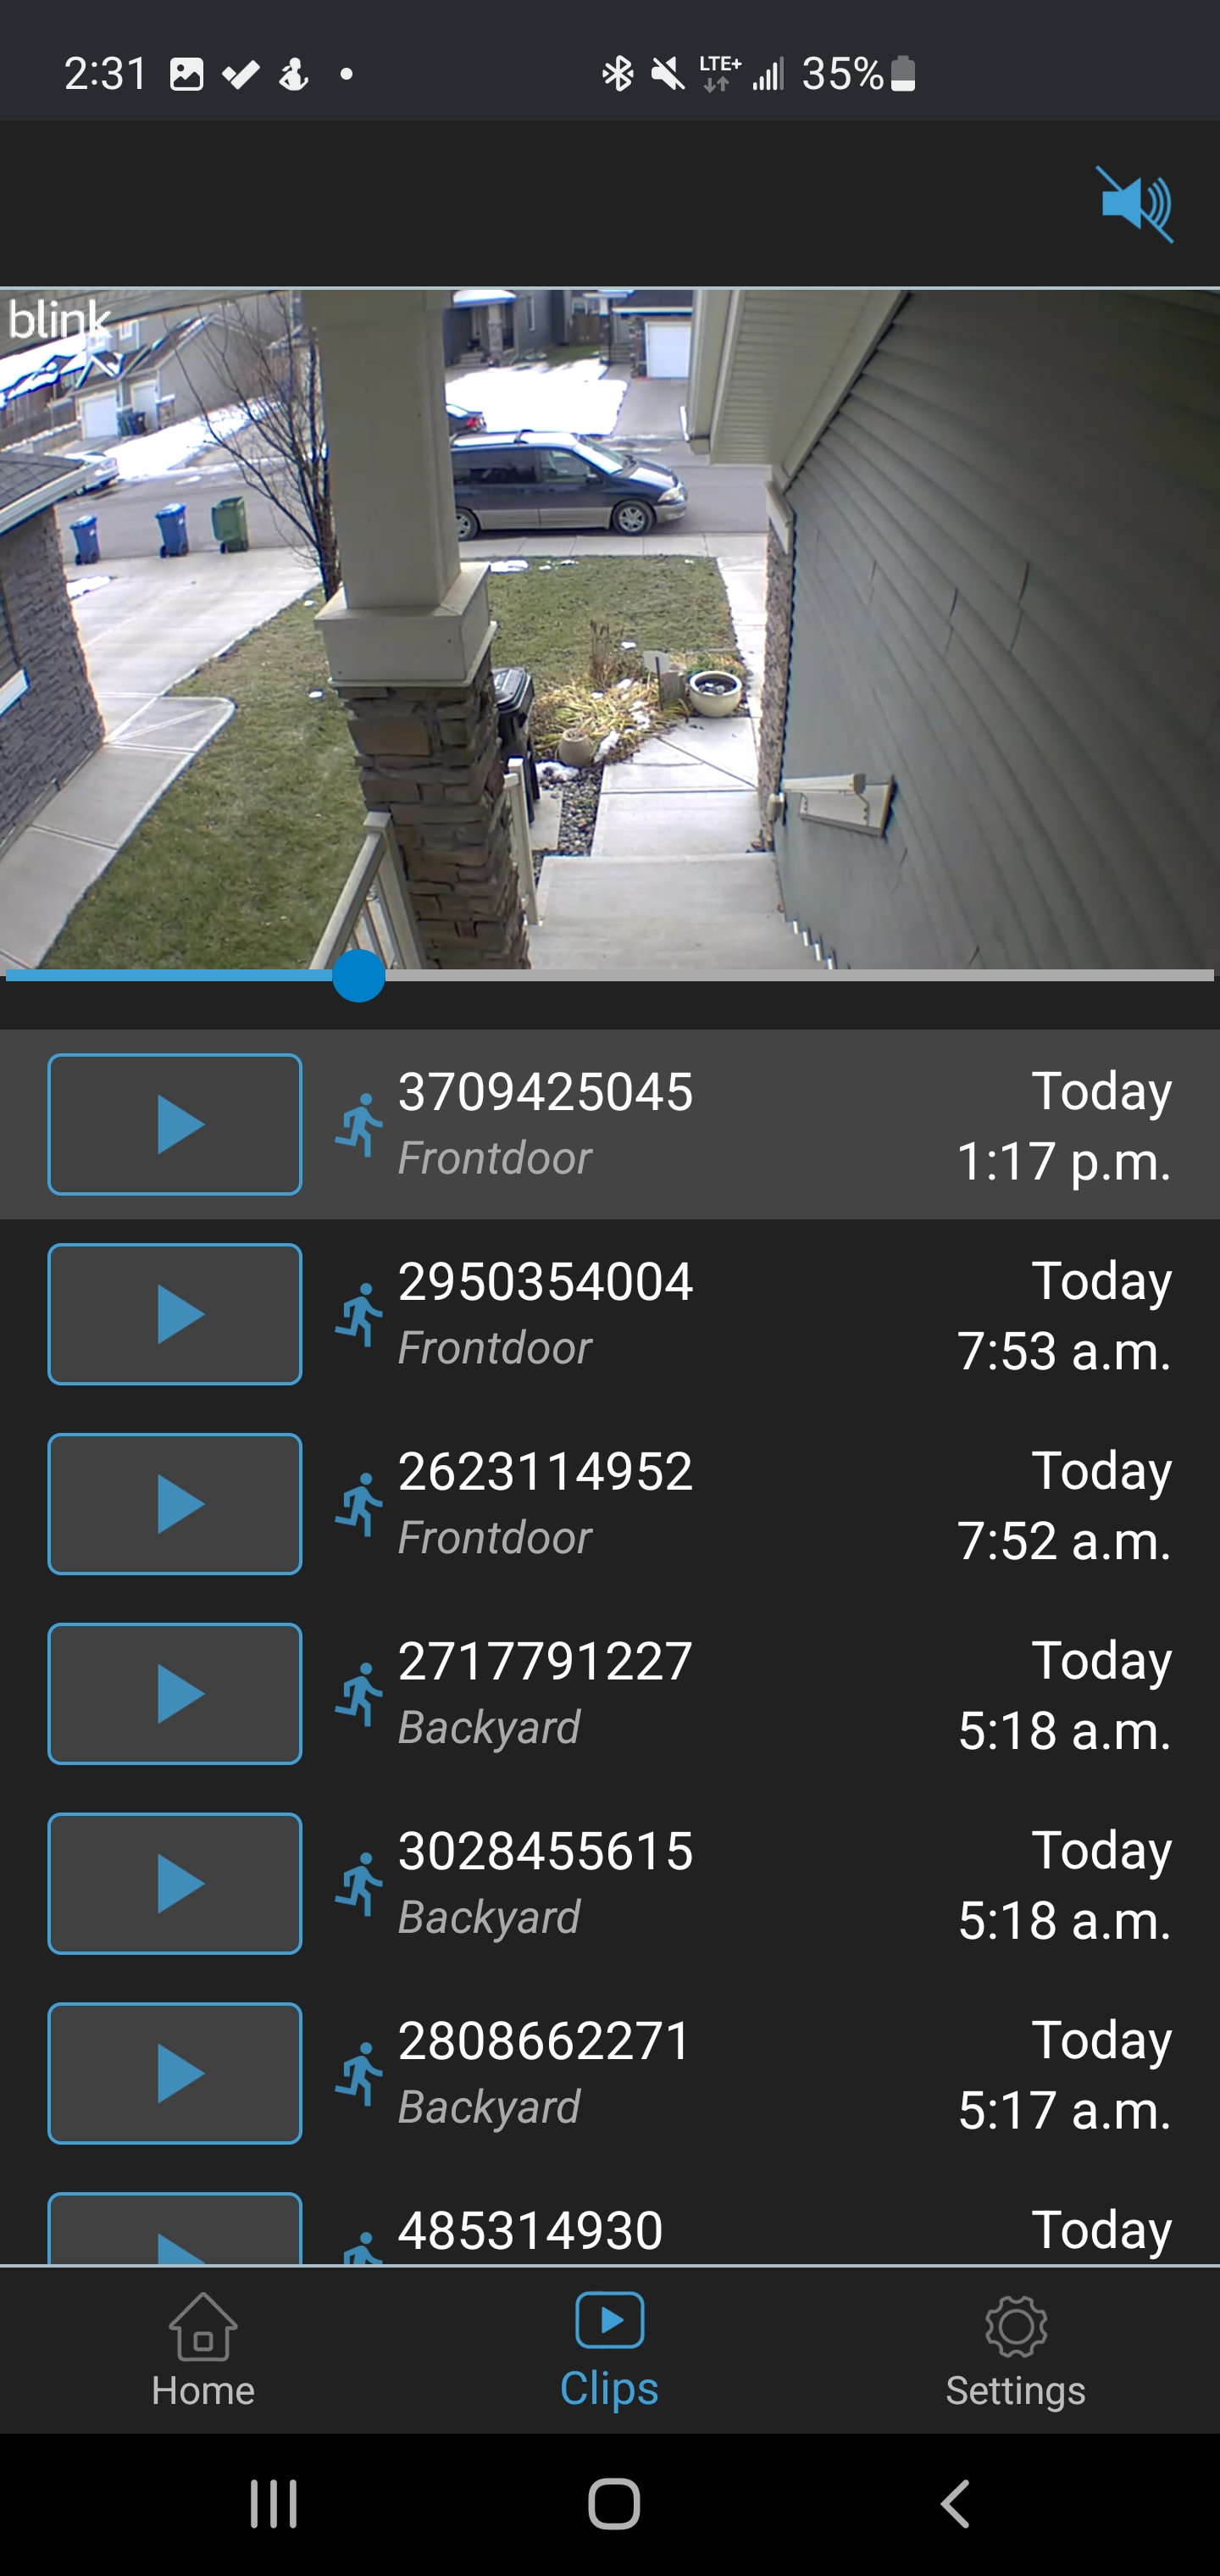 2:31 LTE+ 35%
blink
3709425045 Today
Frontdoor 1:17 p.m.
2950354004 Today
Frontdoor 7:53 a.m.
2623114952 Today
Frontdoor 7:52 a.m.
2717791227 Today
Backyard 5:18 a.m.
3028455615 Today
Backyard 5:18 a.m.
2808662271 Today
Backyard 5:17 a.m.
485314930 Today
Home Clips Settings